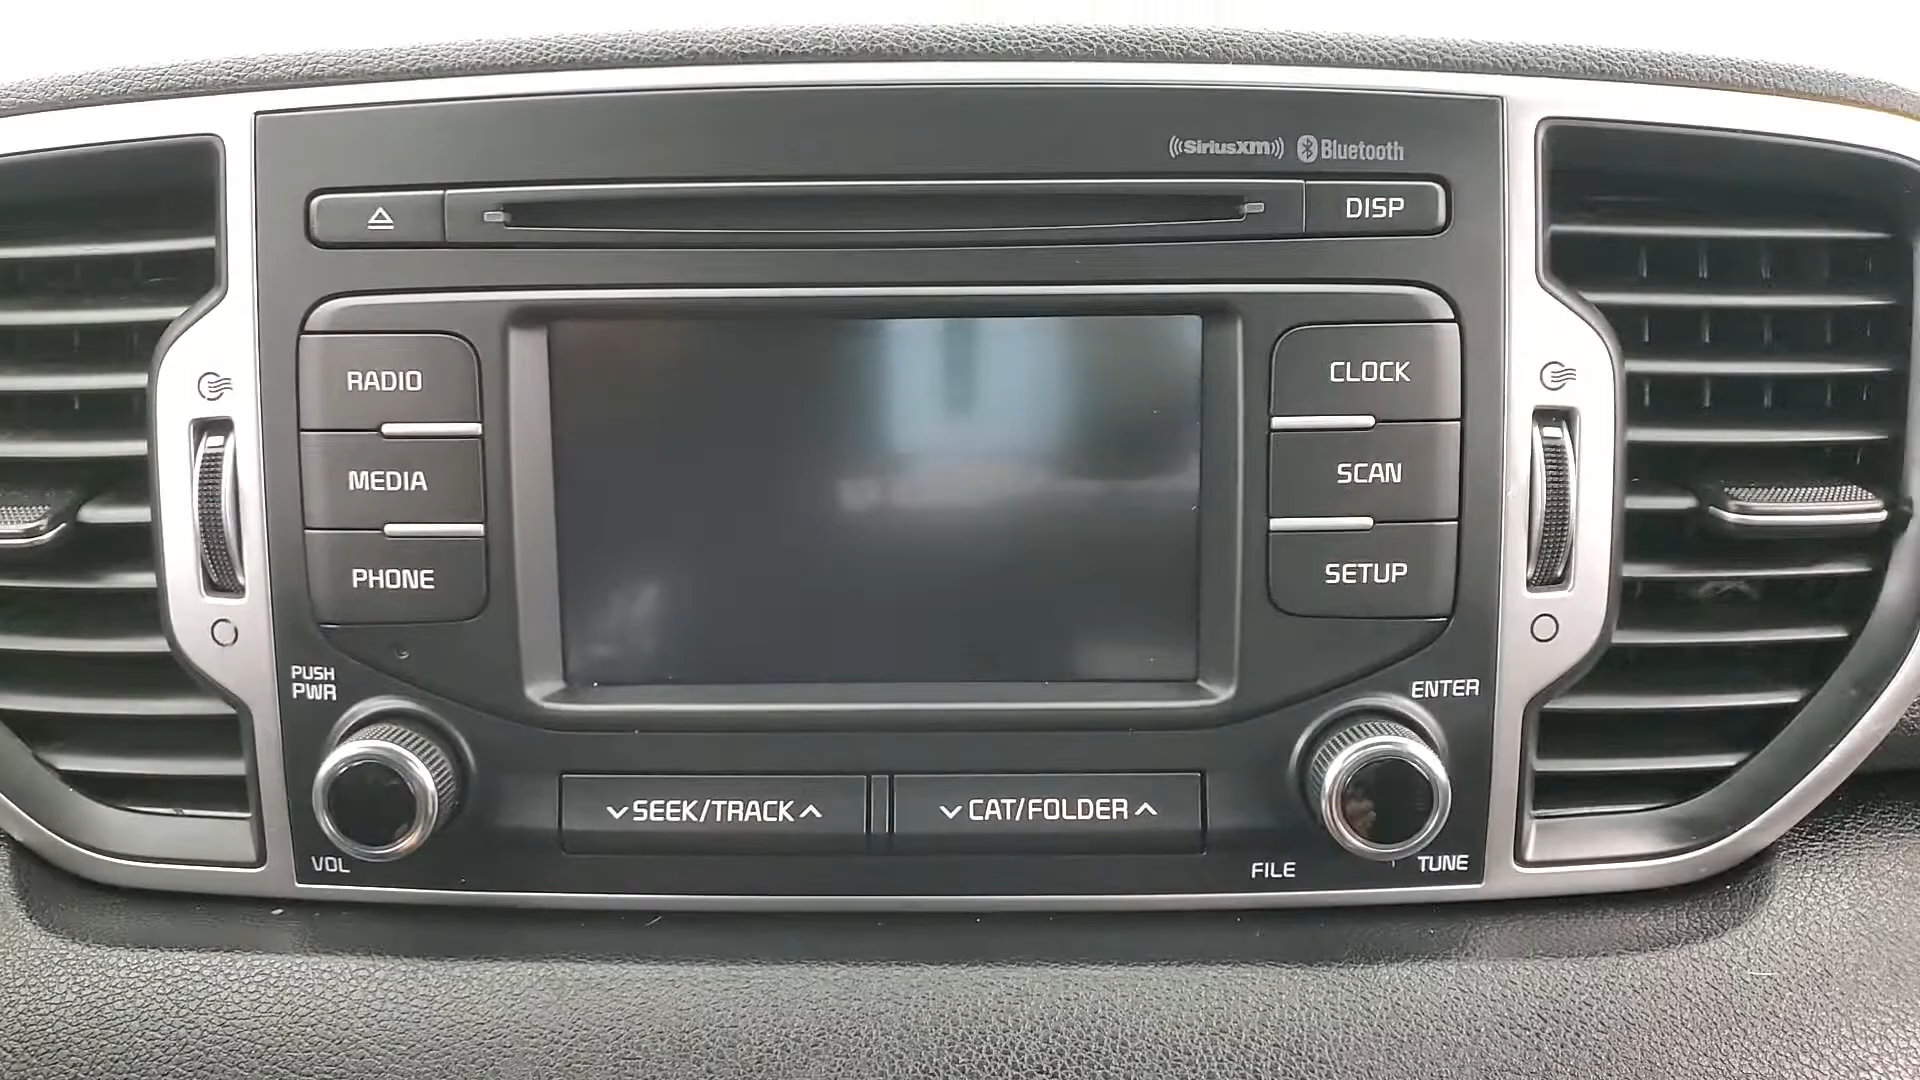 ((SiriusXM)) Bluetooth
DISP
RADIO
CLOCK
MEDIA
SCAN
PHONE
SETUP
PUSH
PWR
ENTER
SEEK/TRACK
CAT/FOLDER
VOL
FILE
TUNE